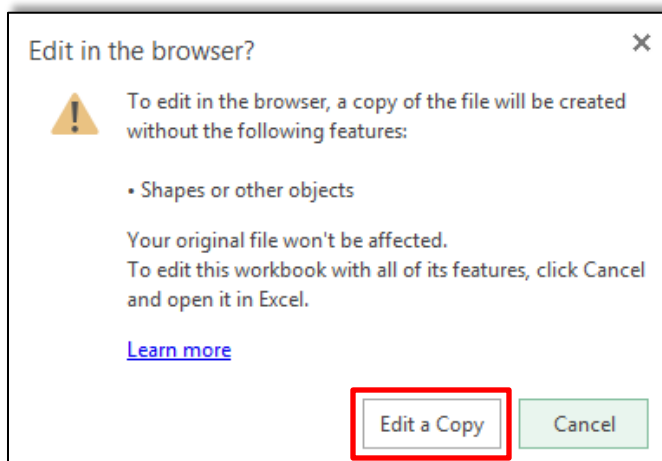 Edit in the browser?
To edit in the browser, a copy of the file will be created
without the following features:
• Shapes or other objects
Your original file won't be affected.
To edit this workbook with all of its features, click Cancel
and open it in Excel.
Learn more
Edit a Copy Cancel